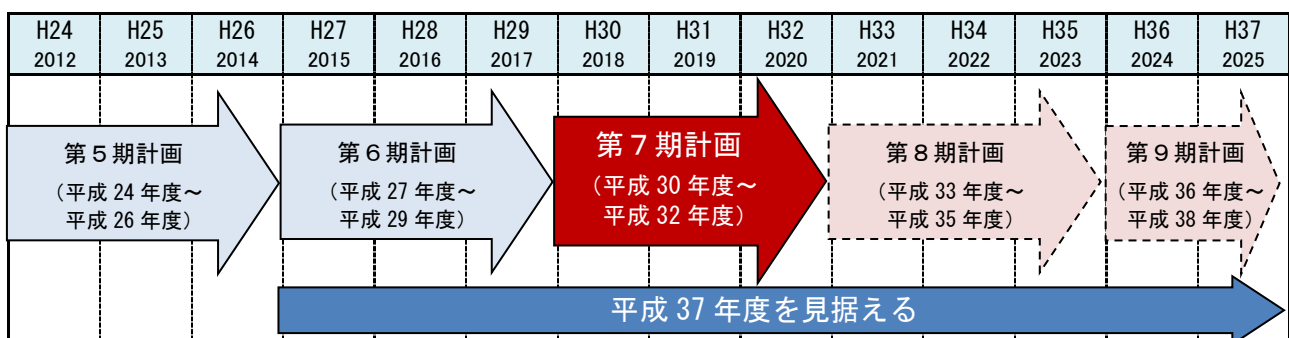 H24 H25 H26 H27 H28 H29 H30 H31 H32 H33 H34 H35 H36 H37
2012 2013 2014 2015 2016 2017 2018 2019 2020 2021 2022 2023 2024 2025
第5期計画
（平成 24 年度～
平成 26 年度）
第6期計画
（平成 27 年度～
平成 29 年度）
第7期計画
（平成 30 年度～
平成 32 年度）
第8期計画
（平成 33 年度～
平成 35 年度）
第9期計画
（平成 36 年度～
平成 38 年度）
平成 37 年度を見据える